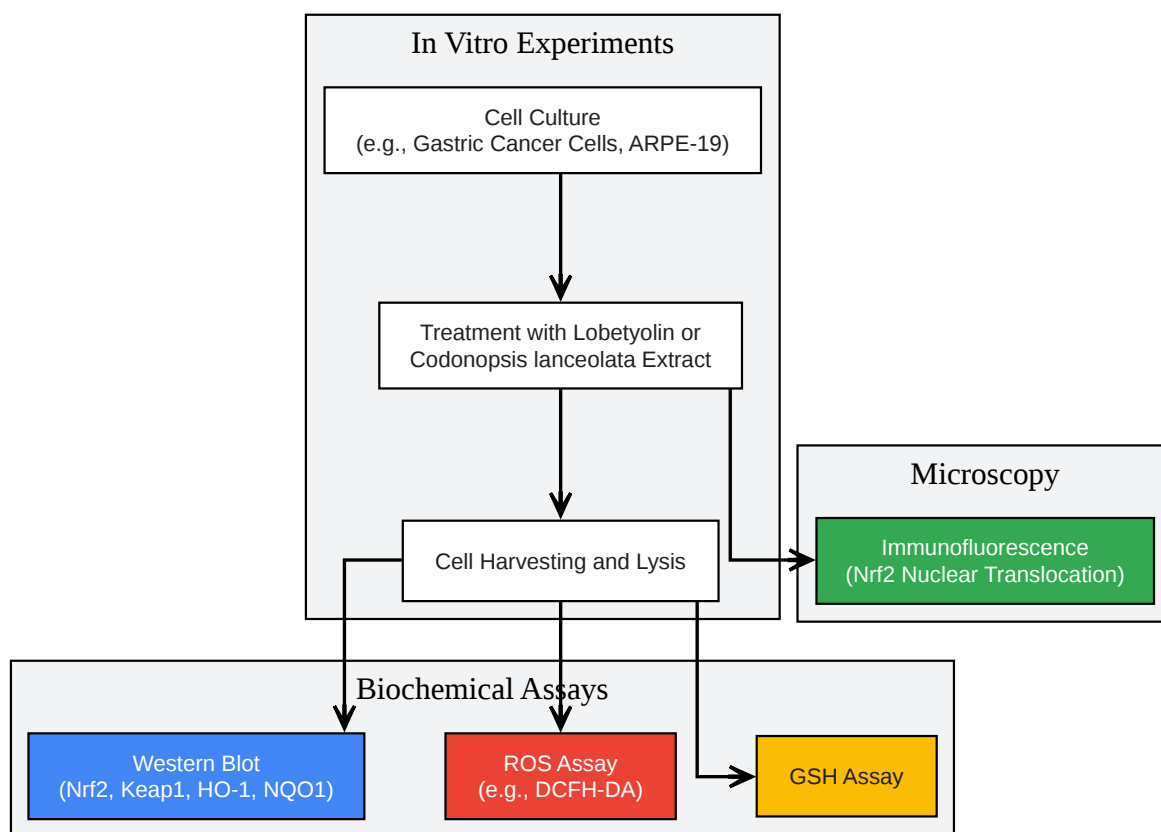 In Vitro Experiments
Cell Culture
(e.g., Gastric Cancer Cells, ARPE-19)
Treatment with Lobetyolin or
Codonopsis lanceolata Extract
Microscopy
Immunofluorescence
(Nrf2 Nuclear Translocation)
Cell Harvesting and Lysis
Biochemical Assays
Western Blot
(Nrf2, Keap1, HO-1, NQO1)
ROS Assay
(e.g., DCFH-DA)
GSH Assay